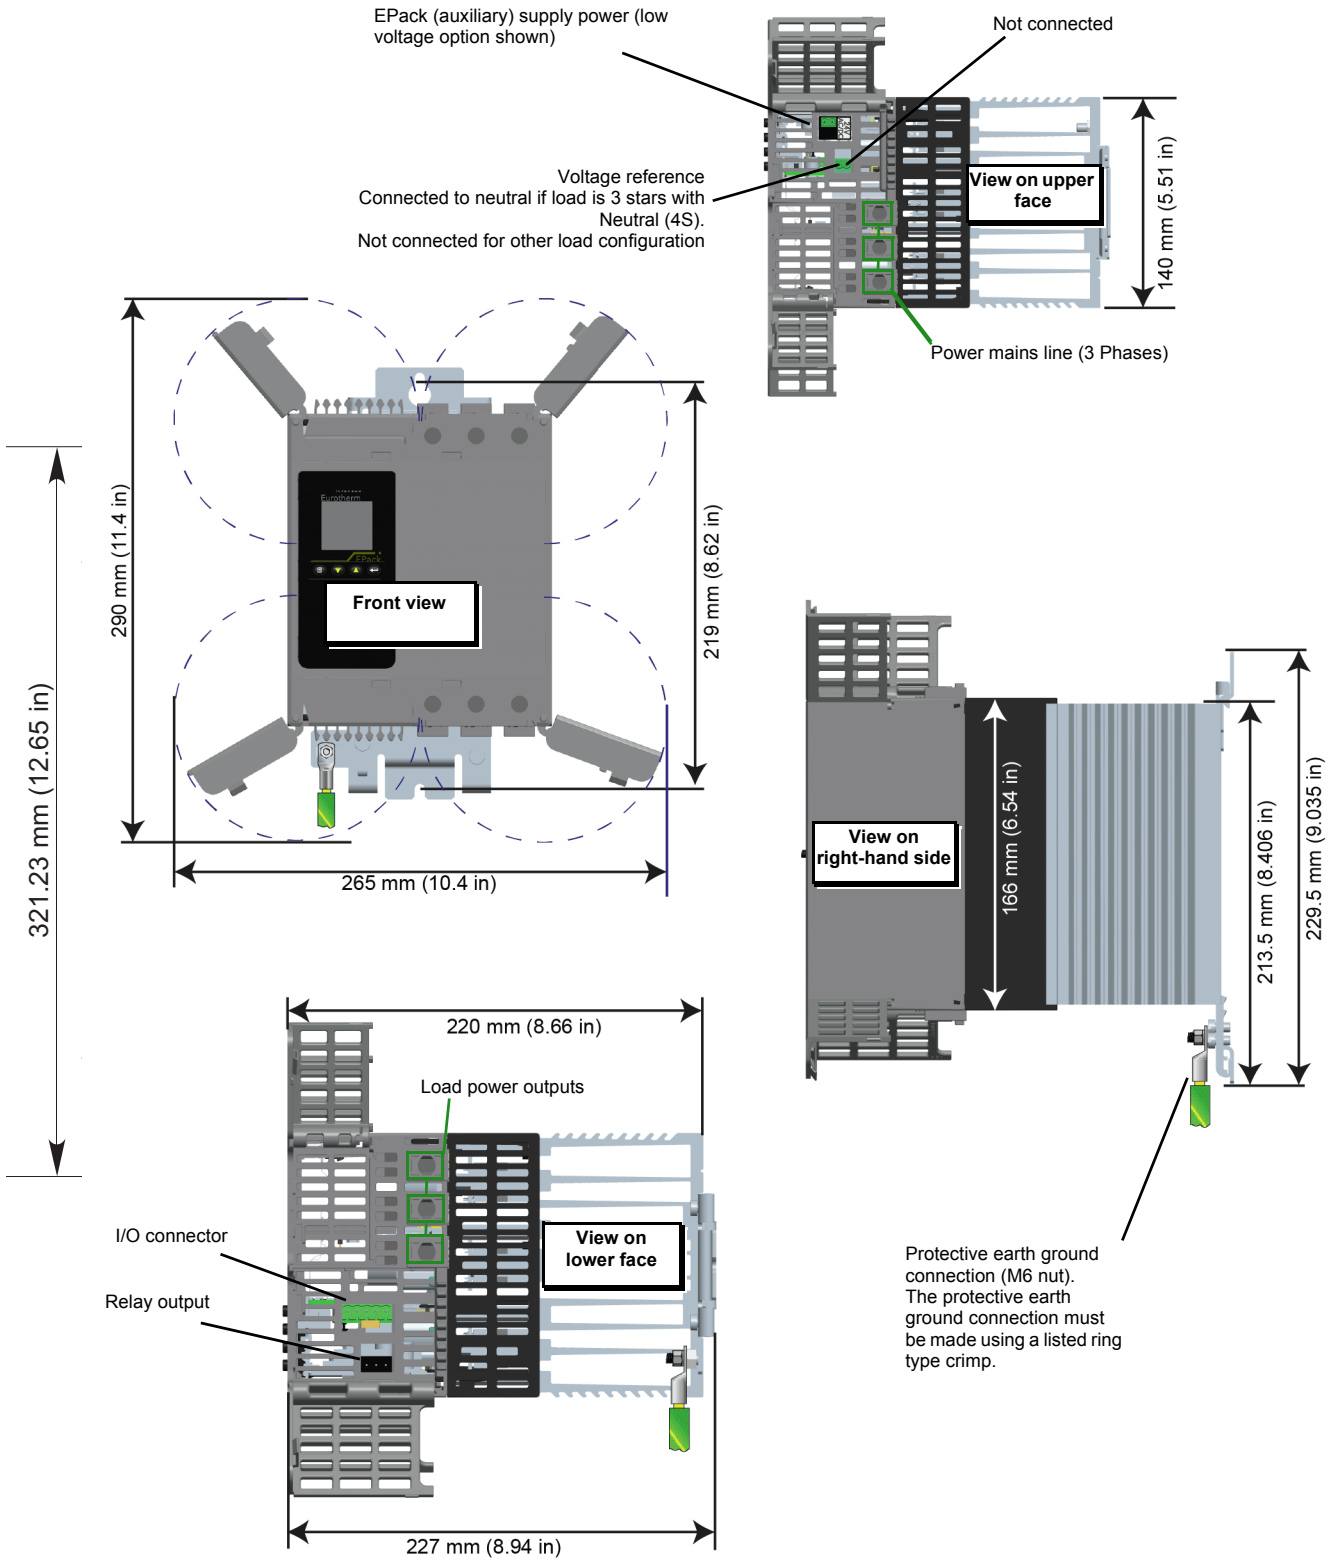 EPack (auxiliary) supply power (low
voltage option shown)
Not connected
Voltage reference
Connected to neutral if load is 3 stars with
Neutral (4S).
Not connected for other load configuration
24V
View on upper
face
140 mm (5.51 in)
Power mains line (3 Phases)
290 mm (11.4 in)
Eurotherm
EPack
Front view
219 mm (8.62 in)
321.23 mm (12.65 in)
265 mm (10.4 in)
View on
right-hand side
166 mm (6.54 in)
213.5 mm (8.406 in)
229.5 mm (9.035 in)
220 mm (8.66 in)
Load power outputs
I/O connector
Relay output
View on
lower face
Protective earth ground
connection (M6 nut).
The protective earth
ground connection must
be made using a listed ring
type crimp.
227 mm (8.94 in)